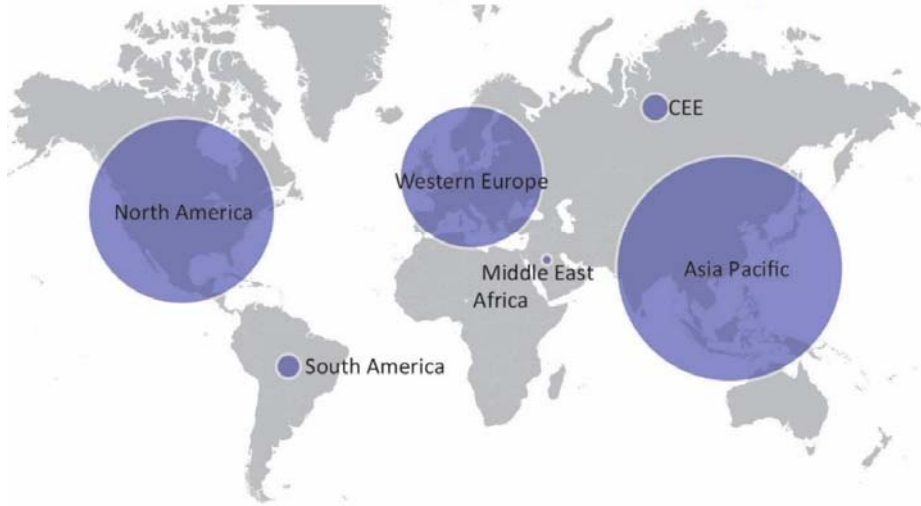 CEE
Western Europe
North America
Middle East
Africa
Asia Pacific
South America